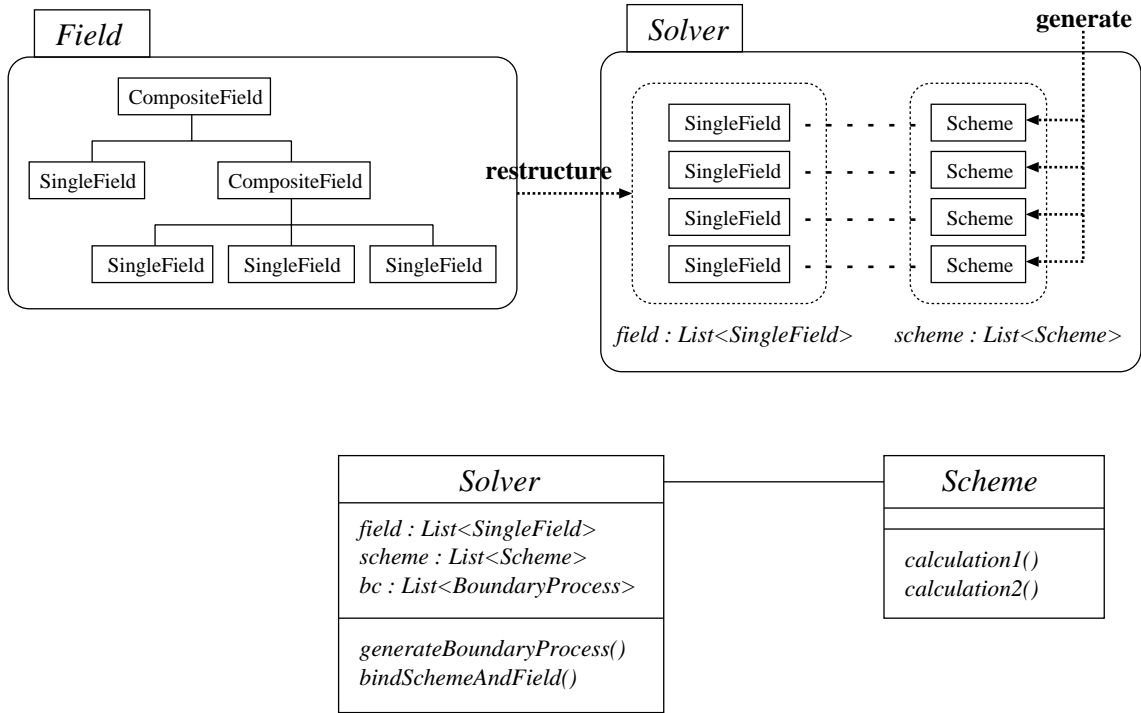 Field
CompositeField
SingleField
CompositeField
SingleField
SingleField
SingleField
restructure
Solver
generate
SingleField
Scheme
SingleField
Scheme
SingleField
Scheme
SingleField
Scheme
field : List<SingleField>
scheme : List<Scheme>
Solver
field : List<SingleField>
scheme : List<Scheme>
bc : List<BoundaryProcess>
generateBoundaryProcess()
bindSchemeAndField()
Scheme
calculation1()
calculation2()